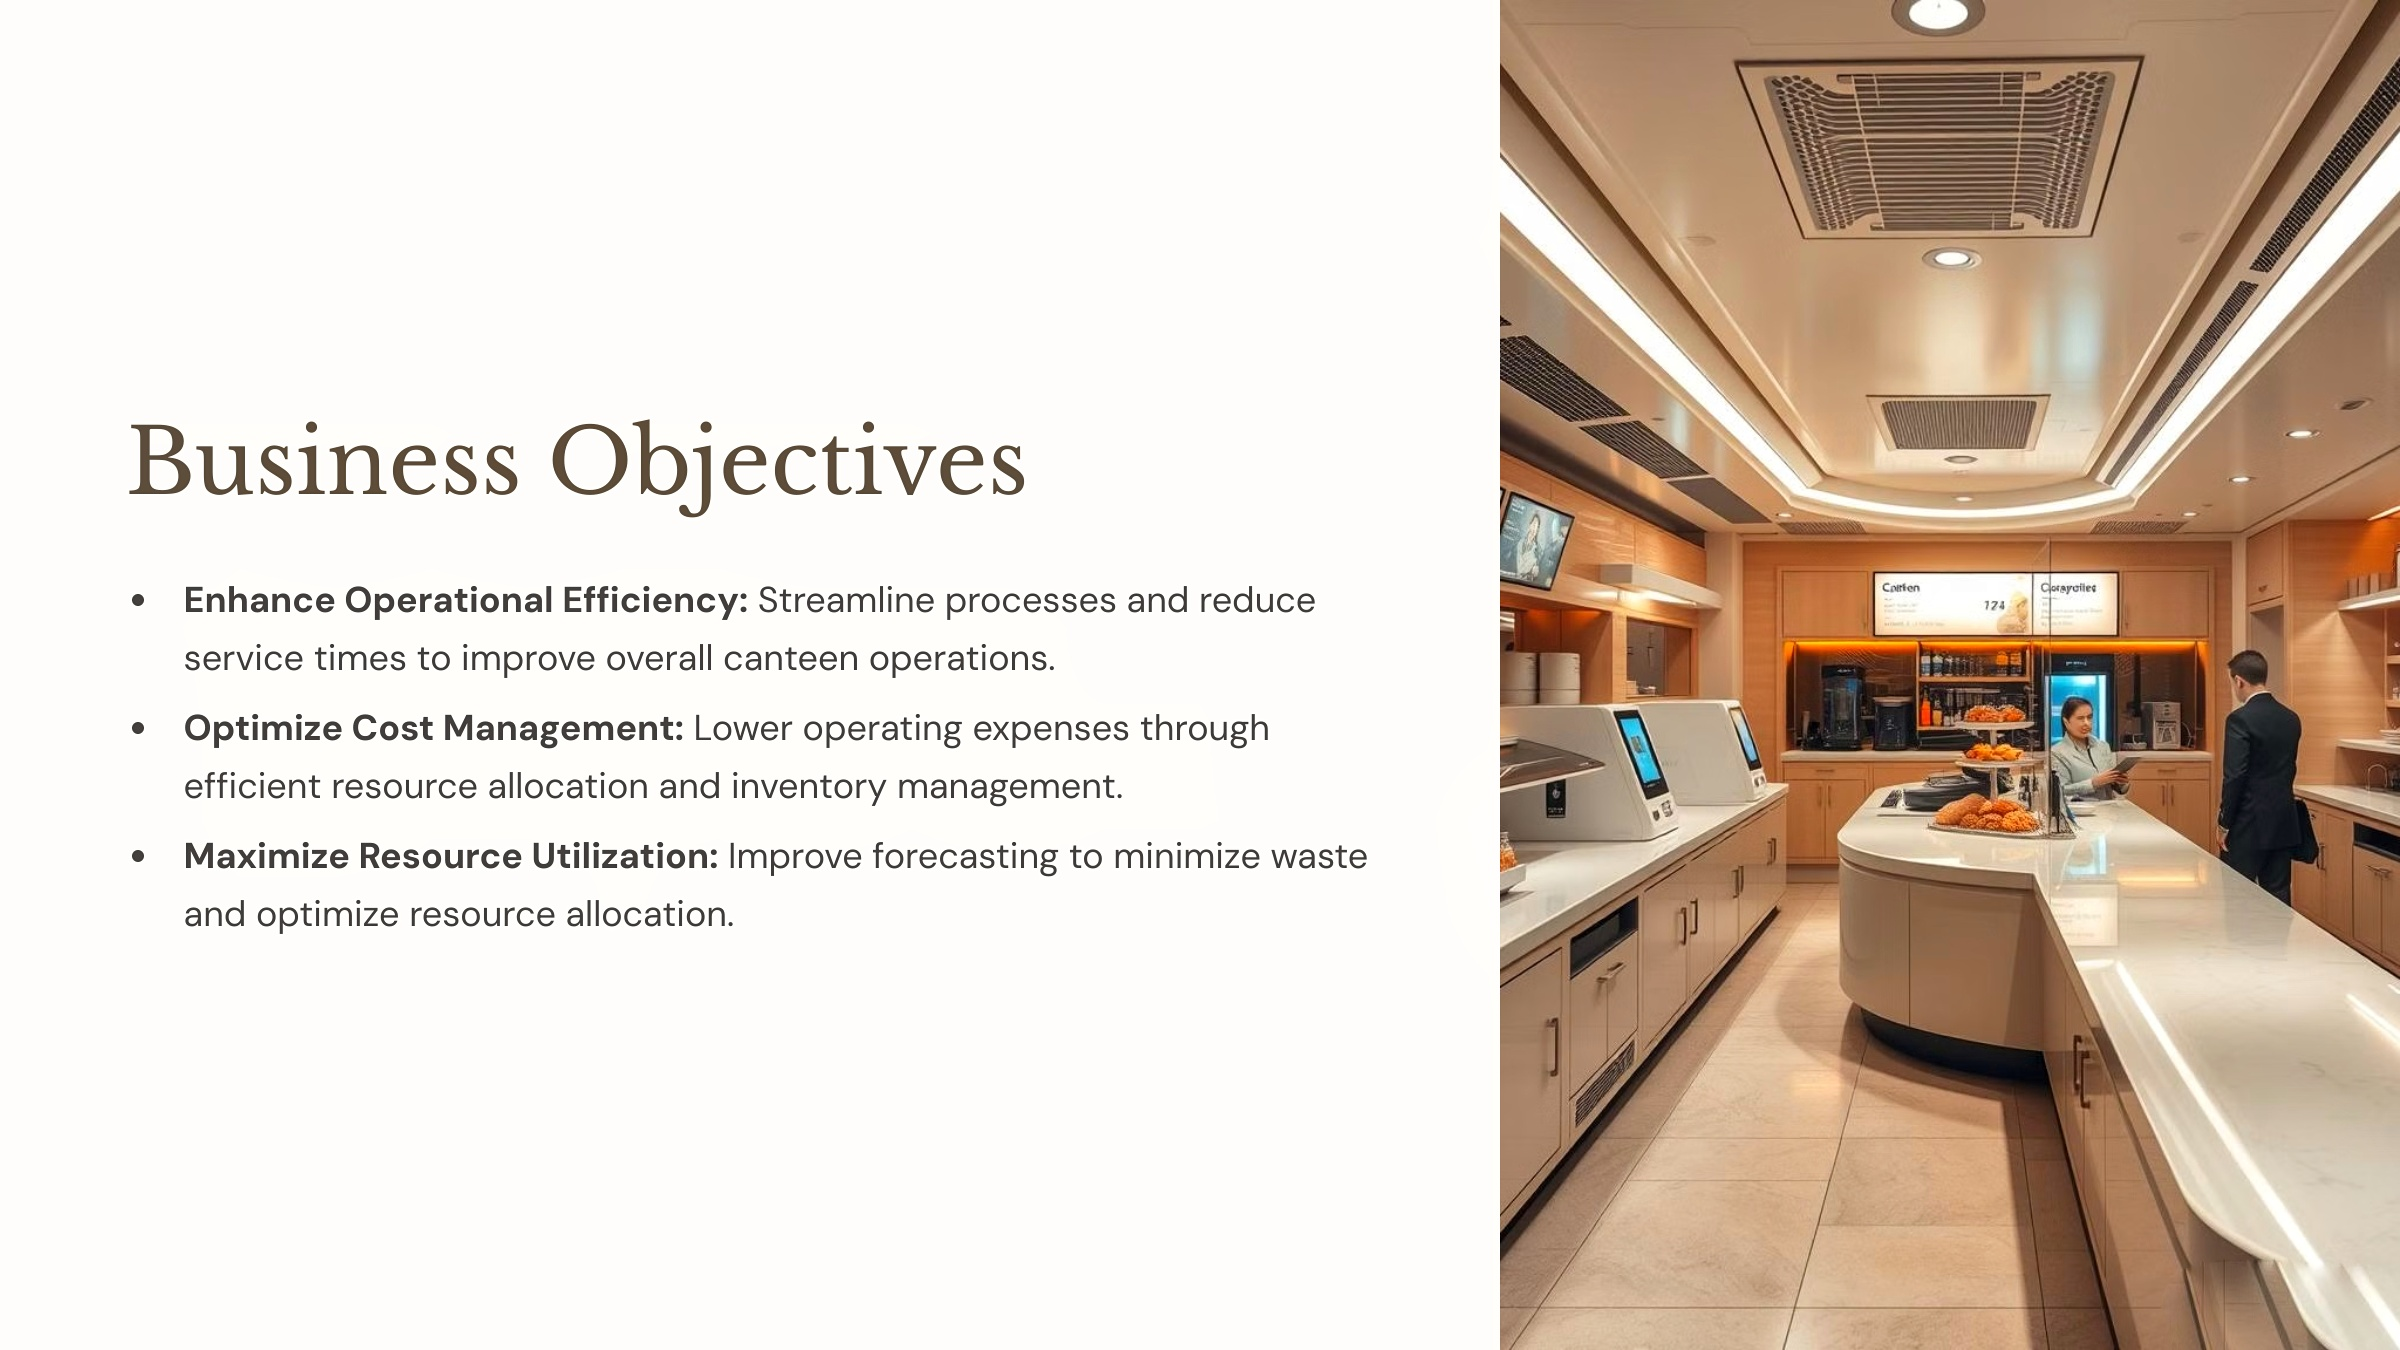 Business Objectives
• Enhance Operational Efficiency: Streamline processes and reduce
service times to improve overall canteen operations.
• Optimize Cost Management: Lower operating expenses through
efficient resource allocation and inventory management.
• Maximize Resource Utilization: Improve forecasting to minimize waste
and optimize resource allocation.
124